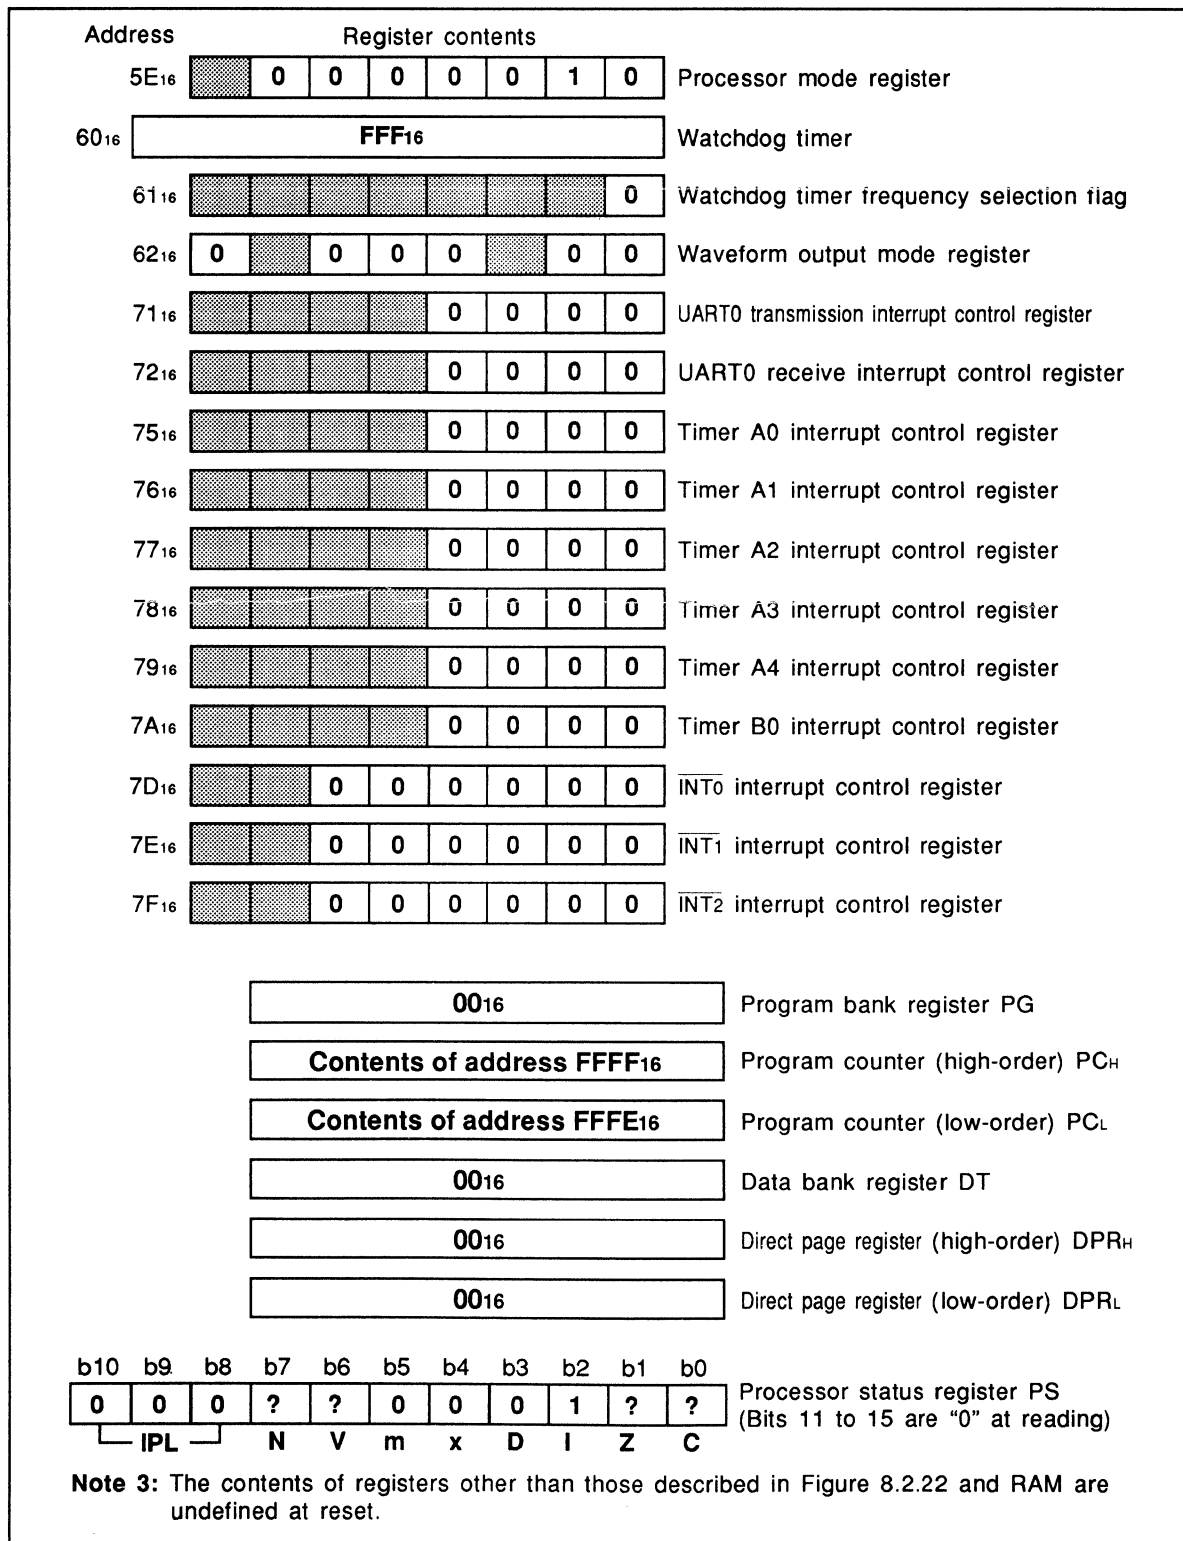 Address Register contents
5E16 0 0 0 0 0 1 0 Processor mode register
6016 FFF16 Watchdog timer
6116 0 Watchdog timer frequency selection flag
6216 0 0 0 0 0 0 Waveform output mode register
7116 0 0 0 0 UART0 transmission interrupt control register
7216 0 0 0 0 UART0 receive interrupt control register
7516 0 0 0 0 Timer A0 interrupt control register
7616 0 0 0 0 Timer A1 interrupt control register
7716 0 0 0 0 Timer A2 interrupt control register
7816 0 0 0 0 Timer A3 interrupt control register
7916 0 0 0 0 Timer A4 interrupt control register
7A16 0 0 0 0 Timer B0 interrupt control register
7D16 0 0 0 0 0 0 INT0 interrupt control register
7E16 0 0 0 0 0 0 INT1 interrupt control register
7F16 0 0 0 0 0 0 INT2 interrupt control register
0016 Program bank register PG
Contents of address FFFF16 Program counter (high-order) PCH
Contents of address FFFE16 Program counter (low-order) PCL
0016 Data bank register DT
0016 Direct page register (high-order) DPRH
0016 Direct page register (low-order) DPRL
b10 b9 b8 b7 b6 b5 b4 b3 b2 b1 b0
0 0 0 ? ? 0 0 0 1 ? ? Processor status register PS
(Bits 11 to 15 are “0” at reading)
IPL N V m x D I Z C
Note 3: The contents of registers other than those described in Figure 8.2.22 and RAM are
undefined at reset.